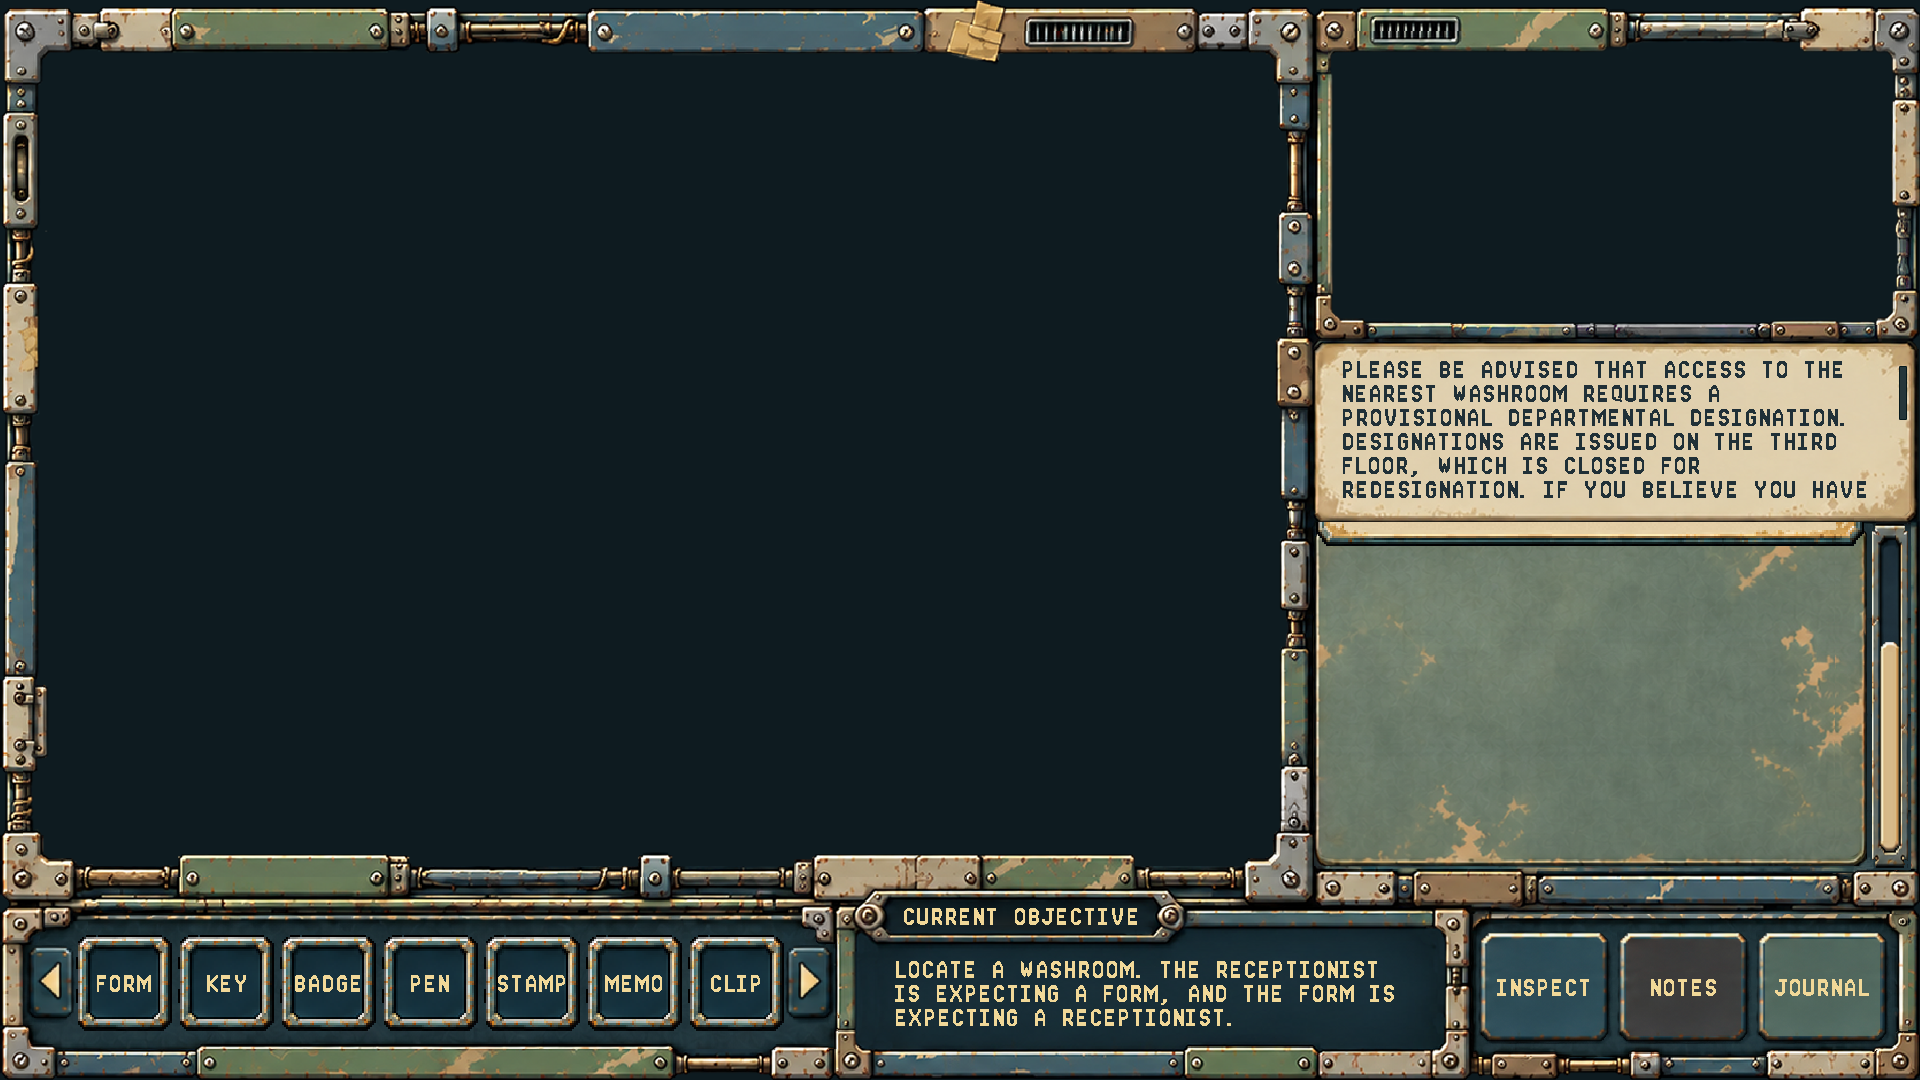 PLEASE BE ADVISED THAT ACCESS TO THE
NEAREST WASHROOM REQUIRES A
PROVISIONAL DEPARTMENTAL DESIGNATION.
DESIGNATIONS ARE ISSUED ON THE THIRD
FLOOR, WHICH IS CLOSED FOR
REDESIGNATION. IF YOU BELIEVE YOU HAVE
CURRENT OBJECTIVE
LOCATE A WASHROOM. THE RECEPTIONIST
IS EXPECTING A FORM, AND THE FORM IS
EXPECTING A RECEPTIONIST.
FORM
KEY
BADGE
PEN
STAMP
MEMO
CLIP
INSPECT
NOTES
JOURNAL